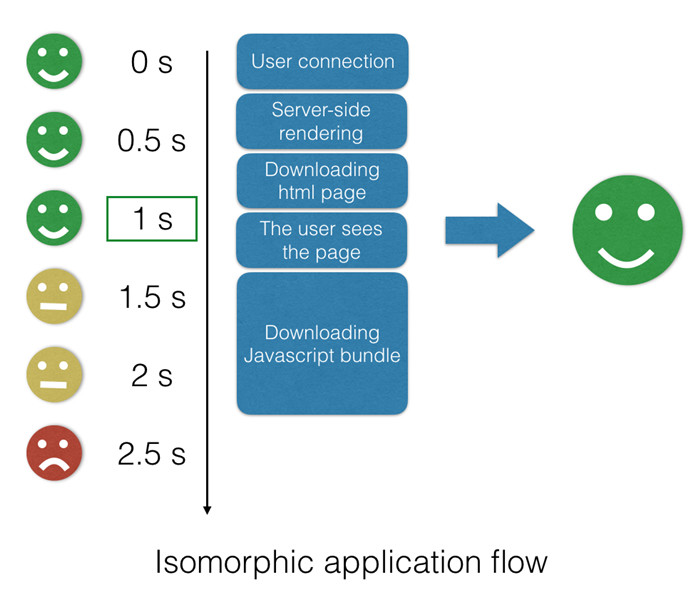 0 s
0.5 s
1 s
1.5 s
2 s
2.5 s
User connection
Server-side
rendering
Downloading
html page
The user sees
the page
Downloading
Javascript bundle
Isomorphic application flow